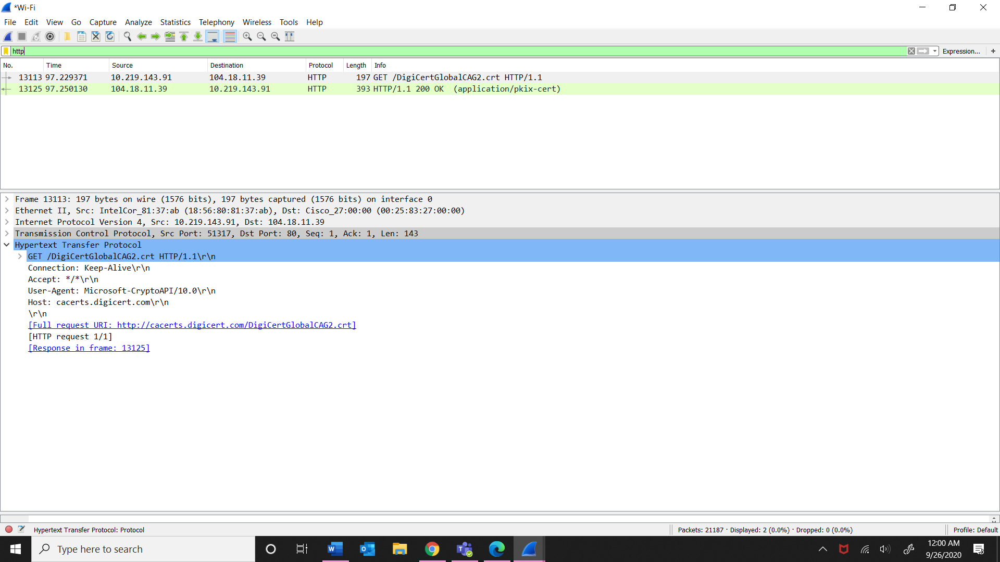 *Wi-Fi
File Edit View Go Capture Analyze Statistics Telephony Wireless Tools Help
http
Expression... +
No. Time Source Destination Protocol Length Info
13113 97.229371 10.219.143.91 104.18.11.39 HTTP 197 GET /DigiCertGlobalCAG2.crt HTTP/1.1
13125 97.250130 104.18.11.39 10.219.143.91 HTTP 393 HTTP/1.1 200 OK (application/pkix-cert)
Frame 13113: 197 bytes on wire (1576 bits), 197 bytes captured (1576 bits) on interface 0
Ethernet II, Src: IntelCor_81:37:ab (18:56:80:81:37:ab), Dst: Cisco_27:00:00 (00:25:83:27:00:00)
Internet Protocol Version 4, Src: 10.219.143.91, Dst: 104.18.11.39
Transmission Control Protocol, Src Port: 51317, Dst Port: 80, Seq: 1, Ack: 1, Len: 143
Hypertext Transfer Protocol
GET /DigiCertGlobalCAG2.crt HTTP/1.1\r\n
Connection: Keep-Alive\r\n
Accept: */*\r\n
User-Agent: Microsoft-CryptoAPI/10.0\r\n
Host: cacerts.digicert.com\r\n
\r\n
[Full request URI: http://cacerts.digicert.com/DigiCertGlobalCAG2.crt]
[HTTP request 1/1]
[Response in frame: 13125]
Hypertext Transfer Protocol: Protocol
Packets: 21187 · Displayed: 2 (0.0%) · Dropped: 0 (0.0%)
Profile: Default
Type here to search
12:00 AM
9/26/2020